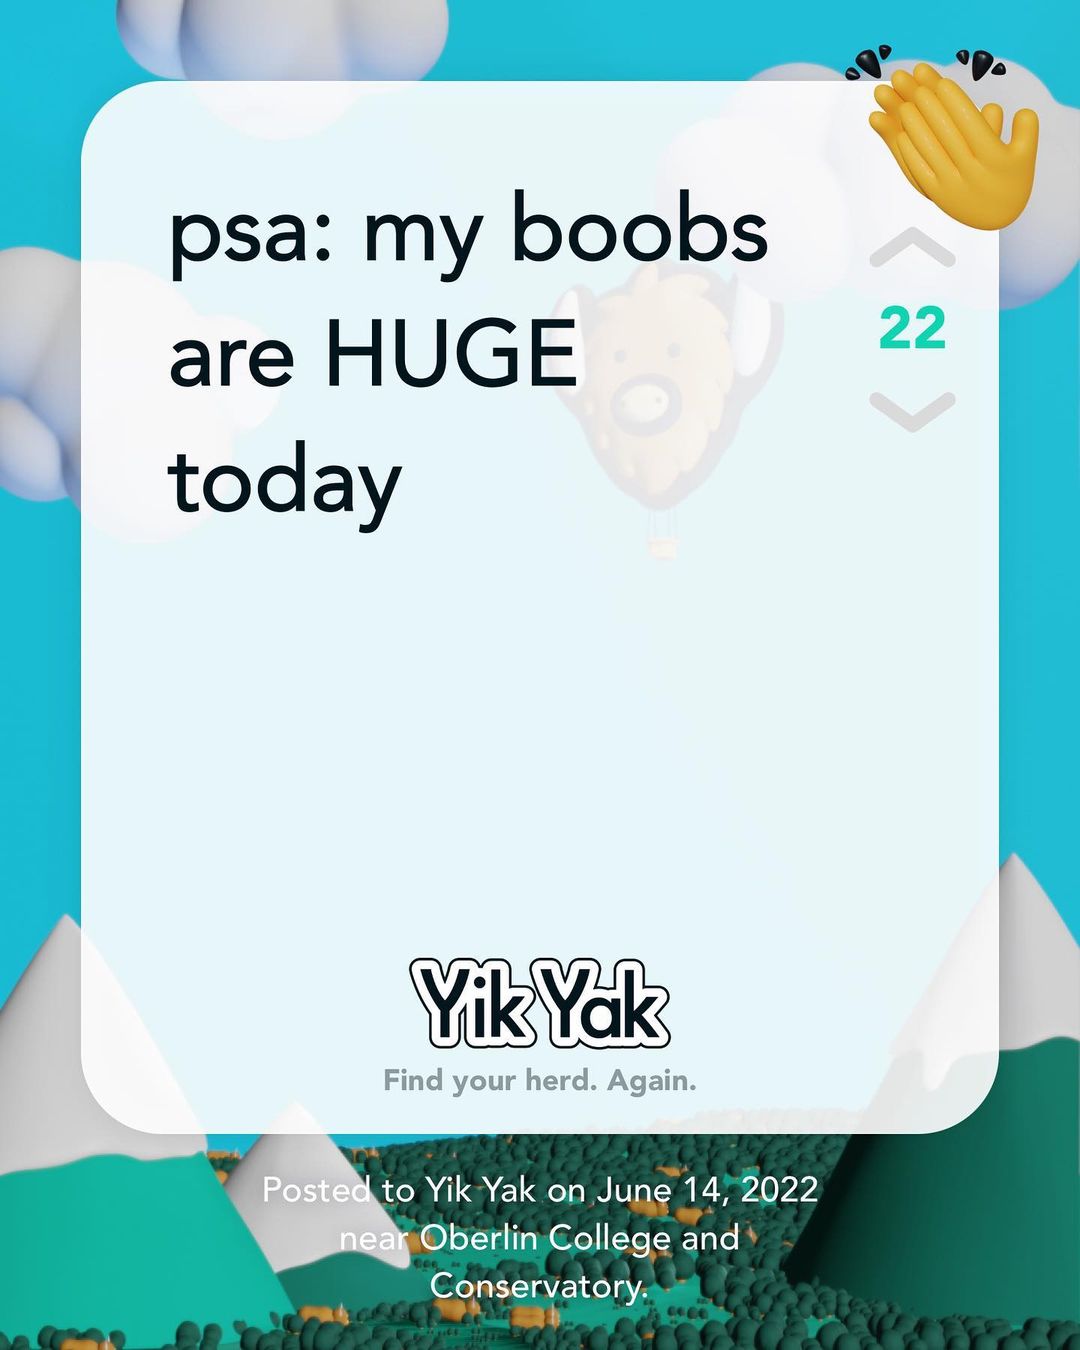 psa: my boobs
are HUGE
today
22
Yik Yak
Find your herd. Again.
Posted to Yik Yak on June 14, 2022
near Oberlin College and
Conservatory.